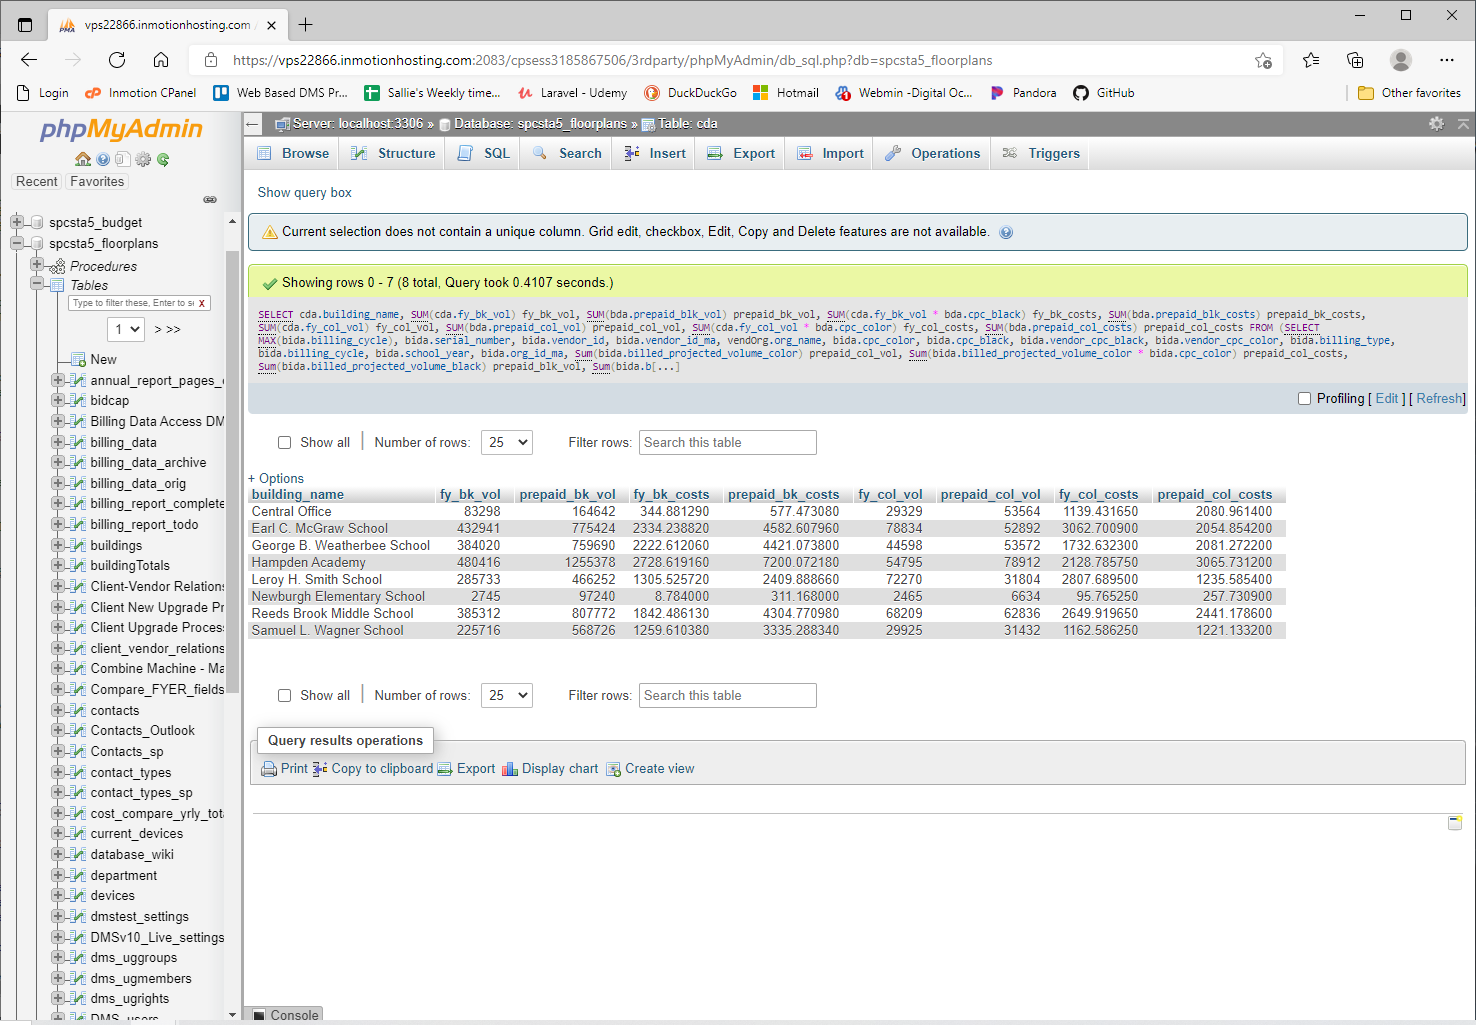 vps22866.inmotionhosting.com
https://vps22866.inmotionhosting.com:2083/cpsess3185867506/3rdparty/phpMyAdmin/db_sql.php?db=spcsta5_floorplans
Login Inmotion CPanel Web Based DMS Pr... Sallie's Weekly time... Laravel - Udemy DuckDuckGo Hotmail Webmin -Digital Oc... Pandora GitHub Other favorites
phpMyAdmin
Recent Favorites
spcsta5_budget
spcsta5_floorplans
Procedures
Tables
Type to filter these, Enter to se X
1 > >>
New
annual_report_pages_
bidcap
Billing Data Access DM
billing_data
billing_data_archive
billing_data_orig
billing_report_complete
billing_report_todo
buildings
buildingTotals
Client-Vendor Relations
Client New Upgrade Pr
Client Upgrade Proces
client_vendor_relations
Combine Machine - Ma
Compare_FYER_fields
contacts
Contacts_Outlook
Contacts_sp
contact_types
contact_types_sp
cost_compare_yrly_tot
current_devices
database_wiki
department
devices
dmstest_settings
DMSv10_Live_settings
dms_uggroups
dms_ugmembers
dms_ugrights
DMS_users
Server: localhost:3306 » Database: spcsta5_floorplans » Table: cda
Browse Structure SQL Search Insert Export Import Operations Triggers
Show query box
Current selection does not contain a unique column. Grid edit, checkbox, Edit, Copy and Delete features are not available.
Showing rows 0 - 7 (8 total, Query took 0.4107 seconds.)
SELECT cda.building_name, SUM(cda.fy_bk_vol) fy_bk_vol, SUM(bda.prepaid_blk_vol) prepaid_bk_vol, SUM(cda.fy_bk_vol * bda.cpc_black) fy_bk_costs, SUM(bda.prepaid_blk_costs) prepaid_bk_costs,
SUM(cda.fy_col_vol) fy_col_vol, SUM(bda.prepaid_col_vol) prepaid_col_vol, SUM(cda.fy_col_vol * bda.cpc_color) fy_col_costs, SUM(bda.prepaid_col_costs) prepaid_col_costs FROM (SELECT
MAX(bida.billing_cycle), bida.serial_number, bida.vendor_id, bida.vendor_id_ma, vendOrg.org_name, bida.cpc_color, bida.cpc_black, bida.vendor_cpc_black, bida.vendor_cpc_color, bida.billing_type,
bida.billing_cycle, bida.school_year, bida.org_id_ma, Sum(bida.billed_projected_volume_color) prepaid_col_vol, Sum(bida.billed_projected_volume_color * bida.cpc_color) prepaid_col_costs,
Sum(bida.billed_projected_volume_black) prepaid_blk_vol, Sum(bida.b[...]
Profiling [ Edit ] [ Refresh]
Show all Number of rows: 25 Filter rows: Search this table
+ Options
building_name fy_bk_vol prepaid_bk_vol fy_bk_costs prepaid_bk_costs fy_col_vol prepaid_col_vol fy_col_costs prepaid_col_costs
Central Office 83298 164642 344.881290 577.473080 29329 53564 1139.431650 2080.961400
Earl C. McGraw School 432941 775424 2334.238820 4582.607960 78834 52892 3062.700900 2054.854200
George B. Weatherbee School 384020 759690 2222.612060 4421.073800 44598 53572 1732.632300 2081.272200
Hampden Academy 480416 1255378 2728.619160 7200.072180 54795 78912 2128.785750 3065.731200
Leroy H. Smith School 285733 466252 1305.525720 2409.888660 72270 31804 2807.689500 1235.585400
Newburgh Elementary School 2745 97240 8.784000 311.168000 2465 6634 95.765250 257.730900
Reeds Brook Middle School 385312 807772 1842.486130 4304.770980 68209 62836 2649.919650 2441.178600
Samuel L. Wagner School 225716 568726 1259.610380 3335.288340 29925 31432 1162.586250 1221.133200
Show all Number of rows: 25 Filter rows: Search this table
Query results operations
Print Copy to clipboard Export Display chart Create view
Console